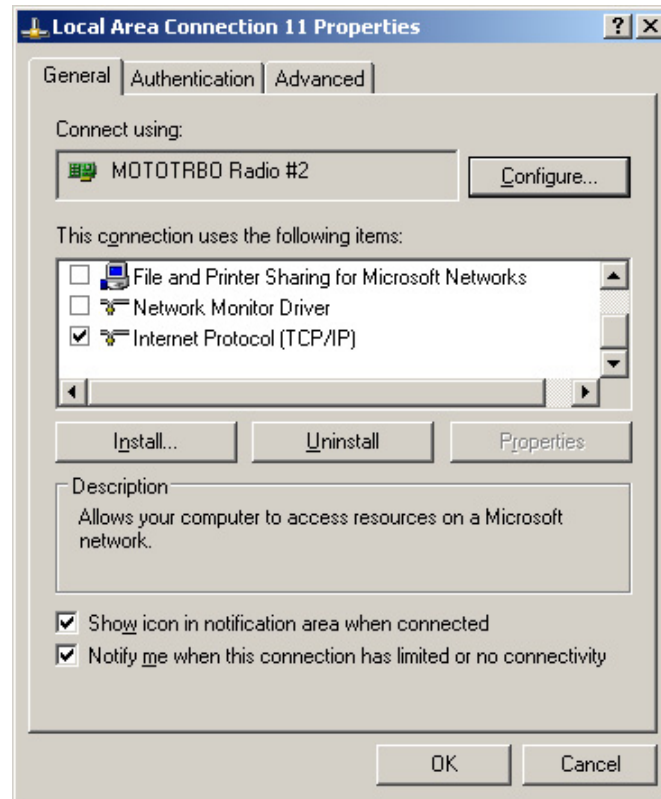 Local Area Connection 11 Properties
General Authentication Advanced
Connect using:
MOTOTRBO Radio #2
Configure...
This connection uses the following items:
File and Printer Sharing for Microsoft Networks
Network Monitor Driver
Internet Protocol (TCP/IP)
Install... Uninstall Properties
Description
Allows your computer to access resources on a Microsoft
network.
Show icon in notification area when connected
Notify me when this connection has limited or no connectivity
OK Cancel